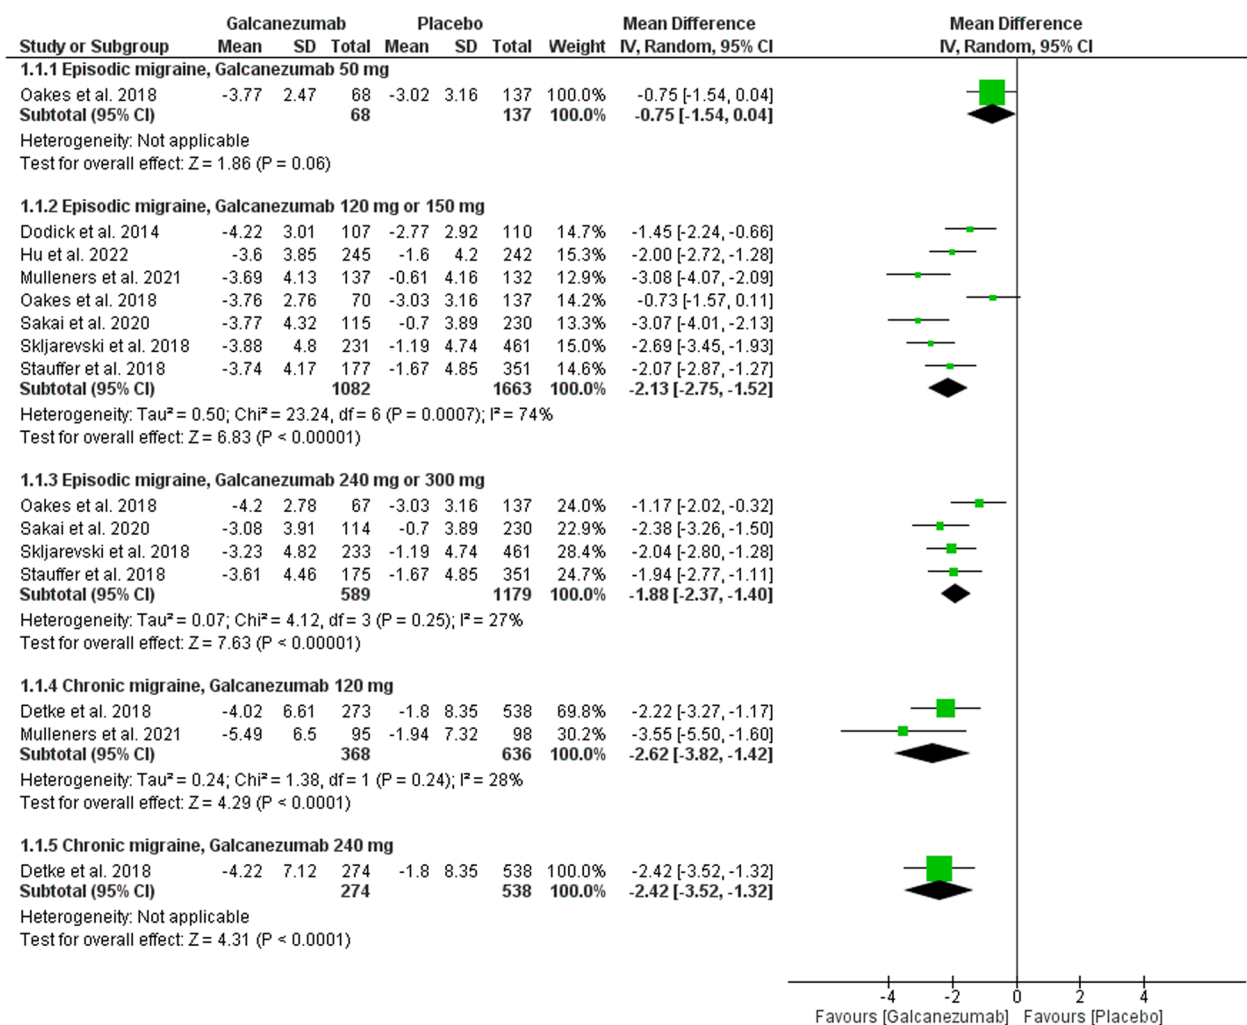 Galcanezumab Placebo Mean Difference Mean Difference
Study or Subgroup Mean SD Total Mean SD Total Weight IV, Random, 95% CI IV, Random, 95% CI
1.1.1 Episodic migraine, Galcanezumab 50 mg
Oakes et al. 2018 -3.77 2.47 68 -3.02 3.16 137 100.0% -0.75 [-1.54, 0.04]
Subtotal (95% CI) 68 137 100.0% -0.75 [-1.54, 0.04]
Heterogeneity: Not applicable
Test for overall effect: Z = 1.86 (P = 0.06)
1.1.2 Episodic migraine, Galcanezumab 120 mg or 150 mg
Dodick et al. 2014 -4.22 3.01 107 -2.77 2.92 110 14.7% -1.45 [-2.24, -0.66]
Hu et al. 2022 -3.6 3.85 245 -1.6 4.2 242 15.3% -2.00 [-2.72, -1.28]
Mulleners et al. 2021 -3.69 4.13 137 -0.61 4.16 132 12.9% -3.08 [-4.07, -2.09]
Oakes et al. 2018 -3.76 2.76 70 -3.03 3.16 137 14.2% -0.73 [-1.57, 0.11]
Sakai et al. 2020 -3.77 4.32 115 -0.7 3.89 230 13.3% -3.07 [-4.01, -2.13]
Skljarevski et al. 2018 -3.88 4.8 231 -1.19 4.74 461 15.0% -2.69 [-3.45, -1.93]
Stauffer et al. 2018 -3.74 4.17 177 -1.67 4.85 351 14.6% -2.07 [-2.87, -1.27]
Subtotal (95% CI) 1082 1663 100.0% -2.13 [-2.75, -1.52]
Heterogeneity: Tau² = 0.50; Chi² = 23.24, df = 6 (P = 0.0007); I² = 74%
Test for overall effect: Z = 6.83 (P < 0.00001)
1.1.3 Episodic migraine, Galcanezumab 240 mg or 300 mg
Oakes et al. 2018 -4.2 2.78 67 -3.03 3.16 137 24.0% -1.17 [-2.02, -0.32]
Sakai et al. 2020 -3.08 3.91 114 -0.7 3.89 230 22.9% -2.38 [-3.26, -1.50]
Skljarevski et al. 2018 -3.23 4.82 233 -1.19 4.74 461 28.4% -2.04 [-2.80, -1.28]
Stauffer et al. 2018 -3.61 4.46 175 -1.67 4.85 351 24.7% -1.94 [-2.77, -1.11]
Subtotal (95% CI) 589 1179 100.0% -1.88 [-2.37, -1.40]
Heterogeneity: Tau² = 0.07; Chi² = 4.12, df = 3 (P = 0.25); I² = 27%
Test for overall effect: Z = 7.63 (P < 0.00001)
1.1.4 Chronic migraine, Galcanezumab 120 mg
Detke et al. 2018 -4.02 6.61 273 -1.8 8.35 538 69.8% -2.22 [-3.27, -1.17]
Mulleners et al. 2021 -5.49 6.5 95 -1.94 7.32 98 30.2% -3.55 [-5.50, -1.60]
Subtotal (95% CI) 368 636 100.0% -2.62 [-3.82, -1.42]
Heterogeneity: Tau² = 0.24; Chi² = 1.38, df = 1 (P = 0.24); I² = 28%
Test for overall effect: Z = 4.29 (P < 0.0001)
1.1.5 Chronic migraine, Galcanezumab 240 mg
Detke et al. 2018 -4.22 7.12 274 -1.8 8.35 538 100.0% -2.42 [-3.52, -1.32]
Subtotal (95% CI) 274 538 100.0% -2.42 [-3.52, -1.32]
Heterogeneity: Not applicable
Test for overall effect: Z = 4.31 (P < 0.0001)
-4 -2 0 2 4
Favours [Galcanezumab] Favours [Placebo]